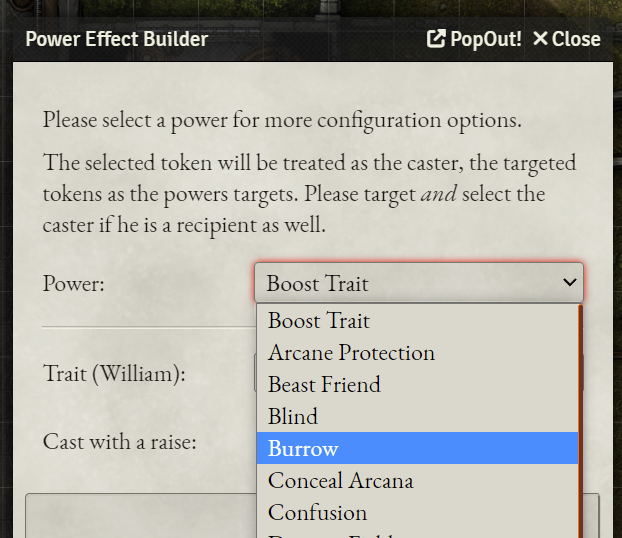 Power Effect Builder PopOut! Close
Please select a power for more configuration options.
The selected token will be treated as the caster, the targeted
tokens as the powers targets. Please target and select the
caster if he is a recipient as well.
Power: Boost Trait
Boost Trait
Arcane Protection
Trait (William):
Beast Friend
Blind
Cast with a raise:
Burrow
Conceal Arcana
Confusion